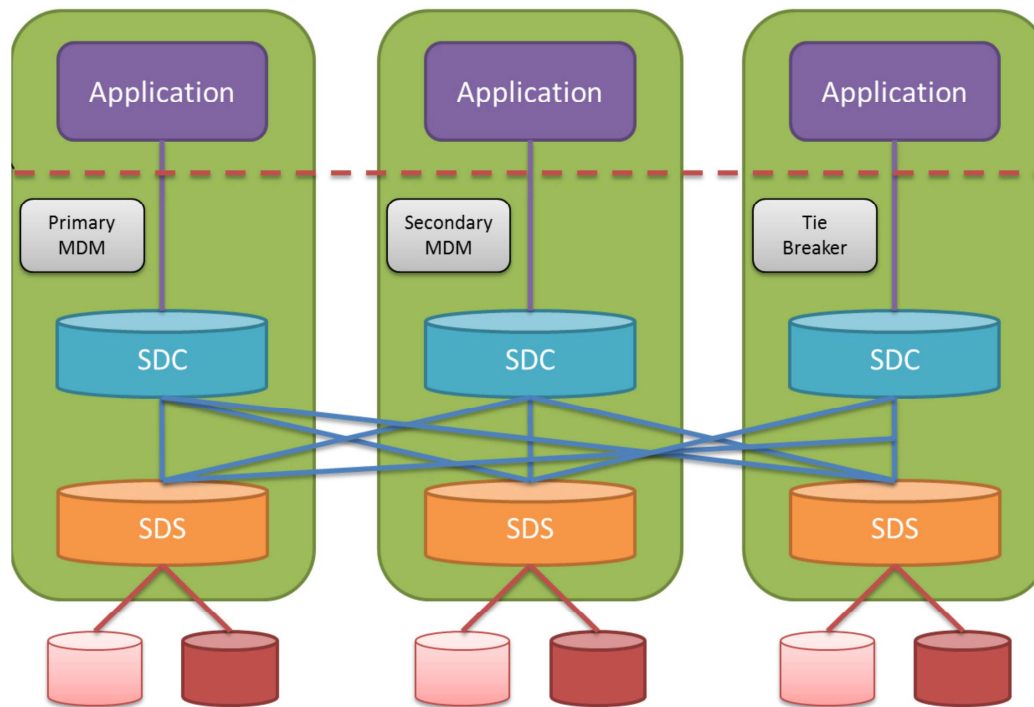 Application
Application
Application
Primary
MDM
Secondary
MDM
Tie
Breaker
SDC
SDC
SDC
SDS
SDS
SDS